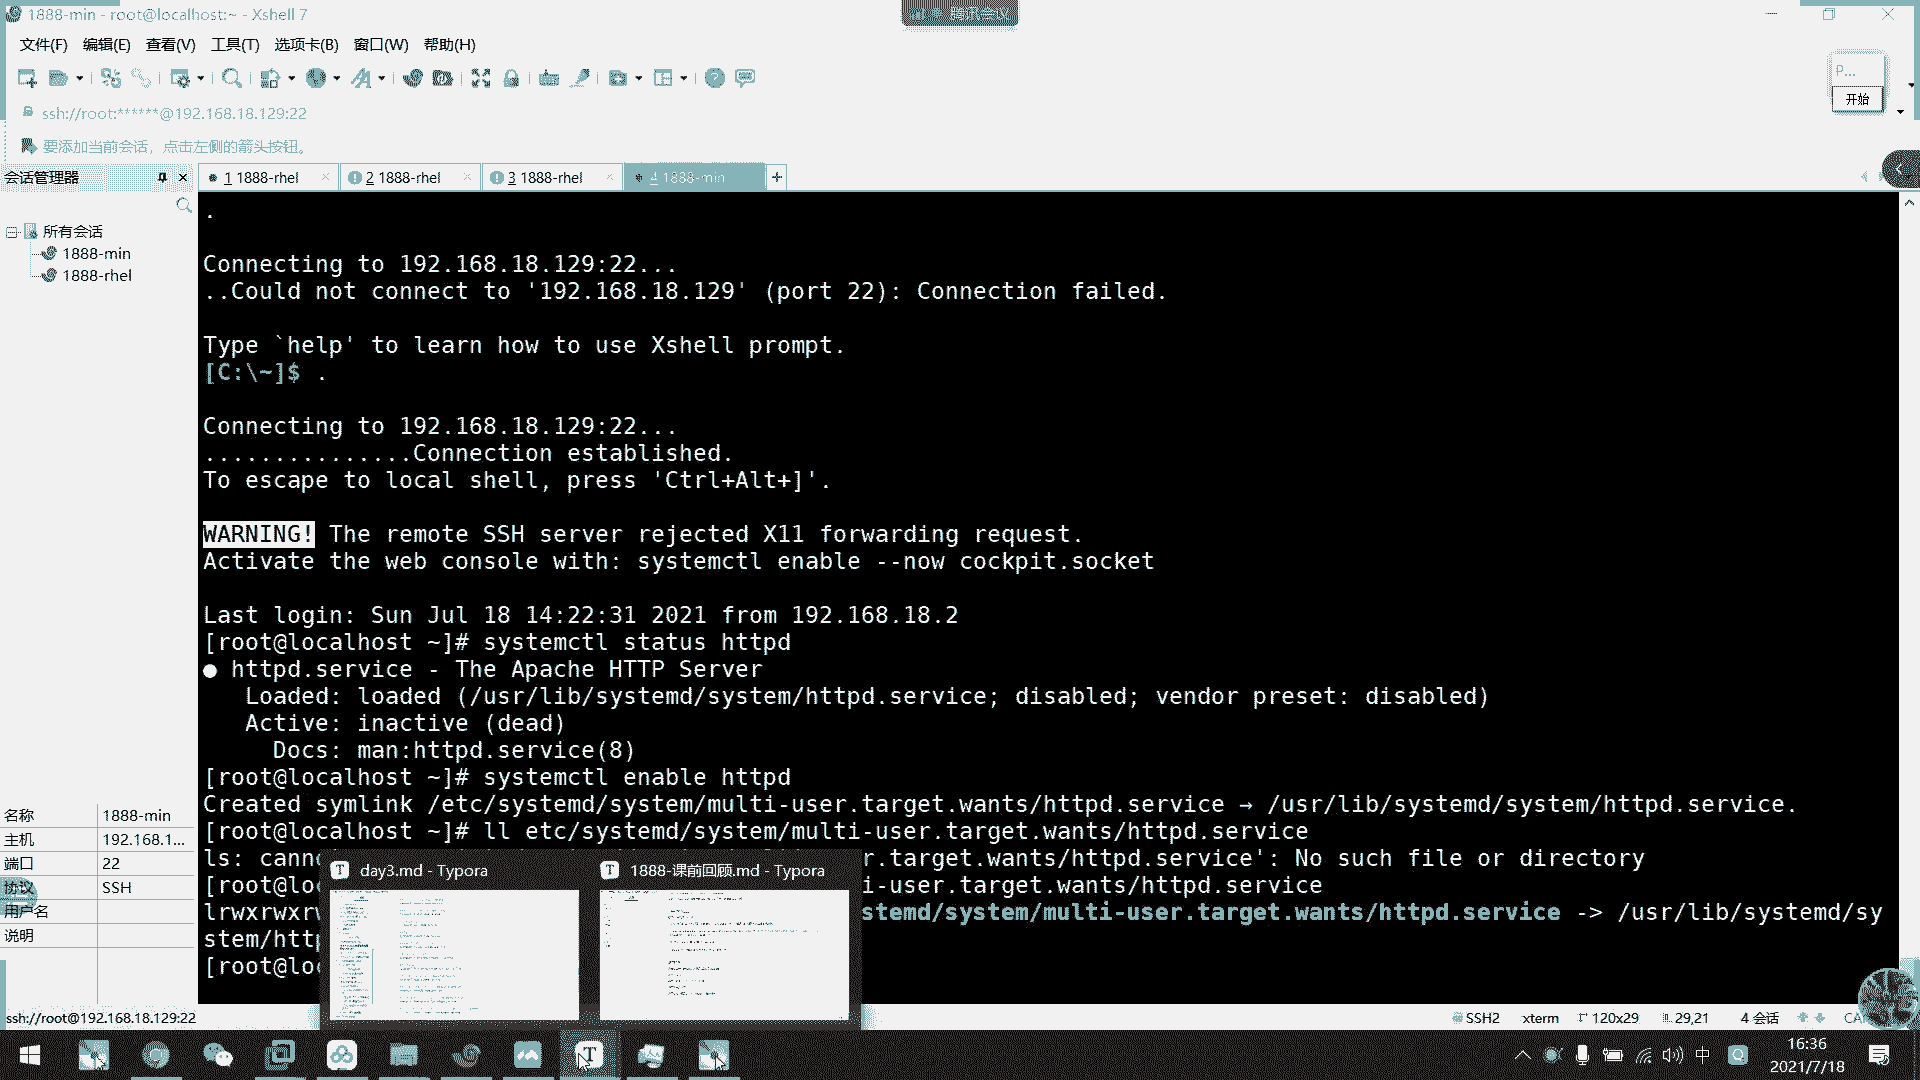 1888-min - root@localhost:~ - Xshell 7
腾讯会议
文件(F) 编辑(E) 查看(V) 工具(T) 选项卡(B) 窗口(W) 帮助(H)
P...
开始
ssh://root:******@192.168.18.129:22
要添加当前会话，点击左侧的箭头按钮。
会话管理器
1 1888-rhel
2 1888-rhel
3 1888-rhel
4 1888-min
所有会话
1888-min
1888-rhel
.
Connecting to 192.168.18.129:22...
..Could not connect to '192.168.18.129' (port 22): Connection failed.
Type `help' to learn how to use Xshell prompt.
[C:\~]$ .
Connecting to 192.168.18.129:22...
...............Connection established.
To escape to local shell, press 'Ctrl+Alt+]'.
WARNING! The remote SSH server rejected X11 forwarding request.
Activate the web console with: systemctl enable --now cockpit.socket
Last login: Sun Jul 18 14:22:31 2021 from 192.168.18.2
[root@localhost ~]# systemctl status httpd
● httpd.service - The Apache HTTP Server
Loaded: loaded (/usr/lib/systemd/system/httpd.service; disabled; vendor preset: disabled)
Active: inactive (dead)
Docs: man:httpd.service(8)
[root@localhost ~]# systemctl enable httpd
Created symlink /etc/systemd/system/multi-user.target.wants/httpd.service → /usr/lib/systemd/system/httpd.service.
[root@localhost ~]# ll etc/systemd/system/multi-user.target.wants/httpd.service
ls: cann r.target.wants/httpd.service': No such file or directory
[root@lo i-user.target.wants/httpd.service
lrwxrwxr stemd/system/multi-user.target.wants/httpd.service -> /usr/lib/systemd/sy
stem/http
[root@lo
day3.md - Typora
1888-课前回顾.md - Typora
名称 1888-min
主机 192.168.1...
端口 22
协议 SSH
用户名
说明
ssh://root@192.168.18.129:22
SSH2 xterm 120x29 29,21 4 会话
中
16:36
2021/7/18